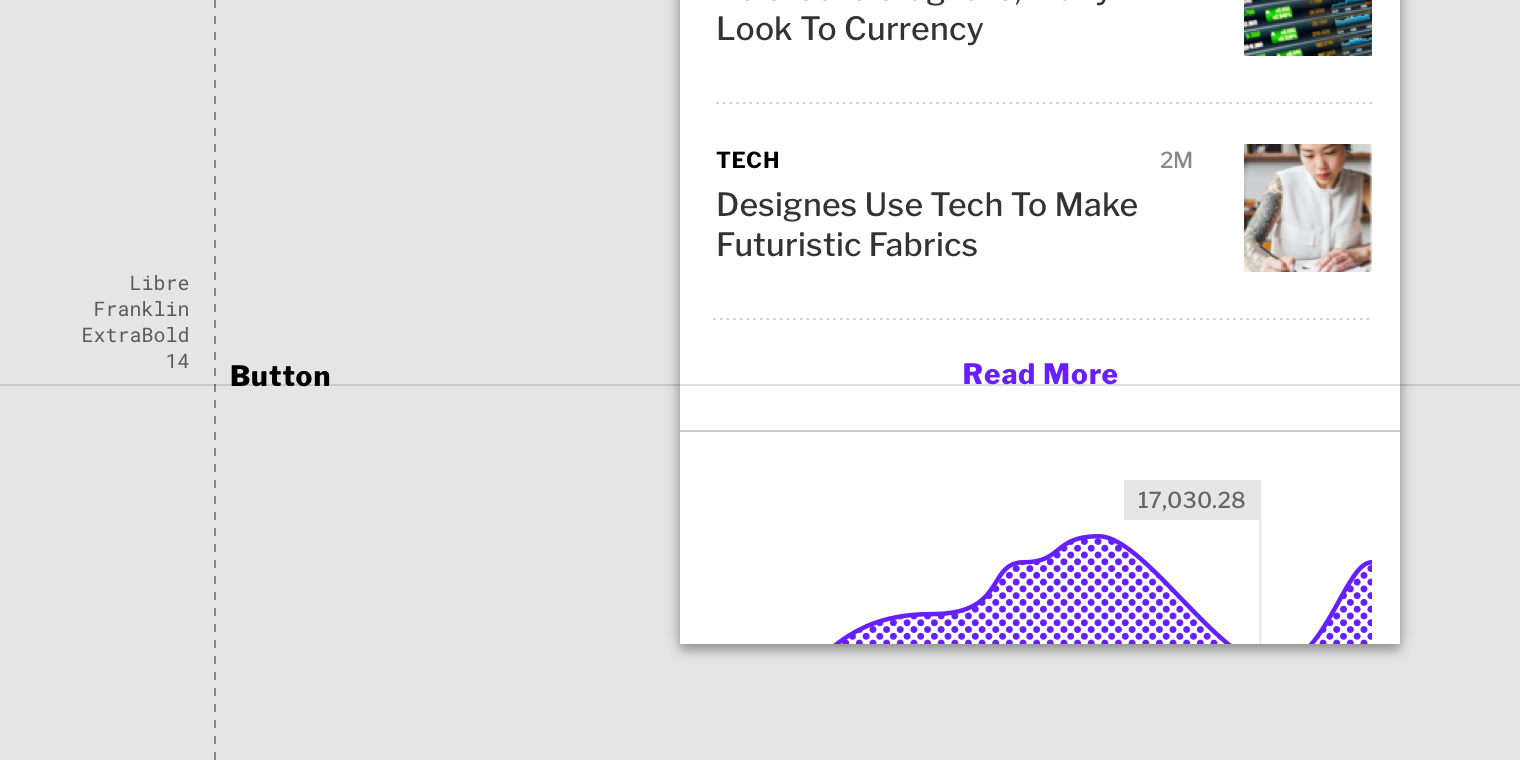 Look To Currency
TECH
2M
Designes Use Tech To Make
Futuristic Fabrics
Libre
Franklin
ExtraBold
14
Button
Read More
17,030.28